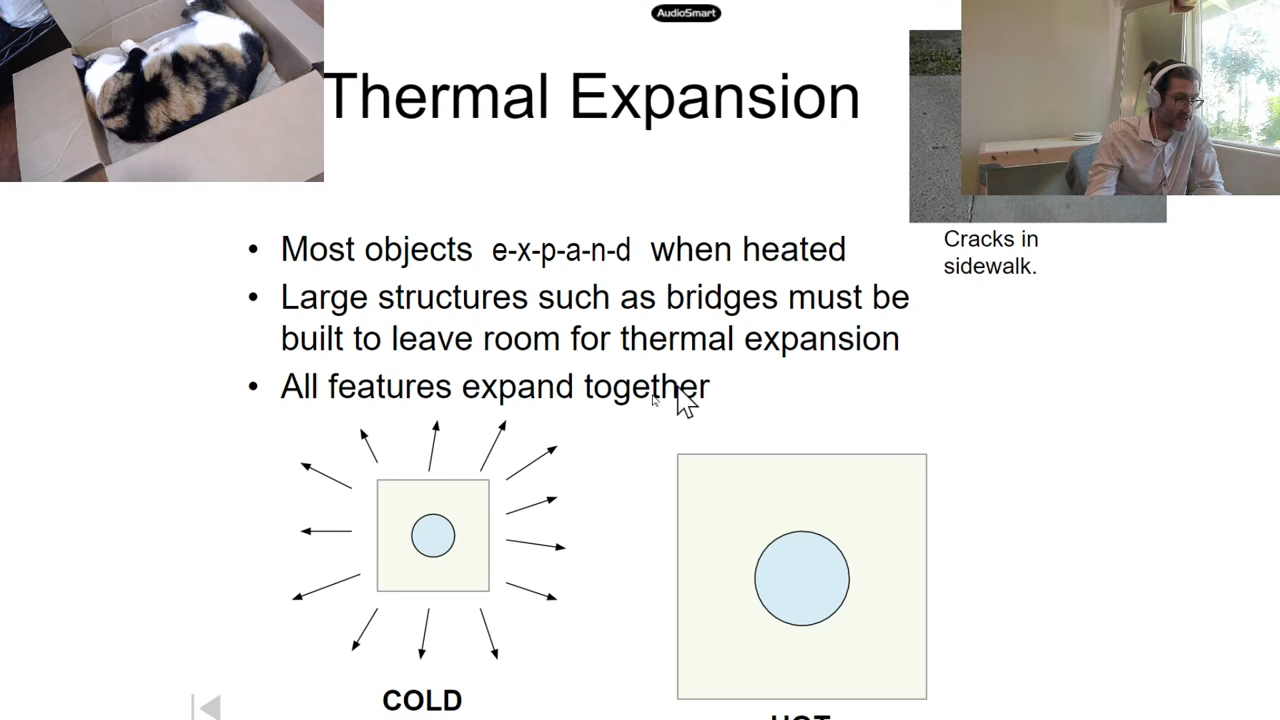 AudioSmart
Thermal Expansion
Cracks in
sidewalk.
• Most objects e-x-p-a-n-d when heated
• Large structures such as bridges must be
built to leave room for thermal expansion
• All features expand together
COLD
HOT